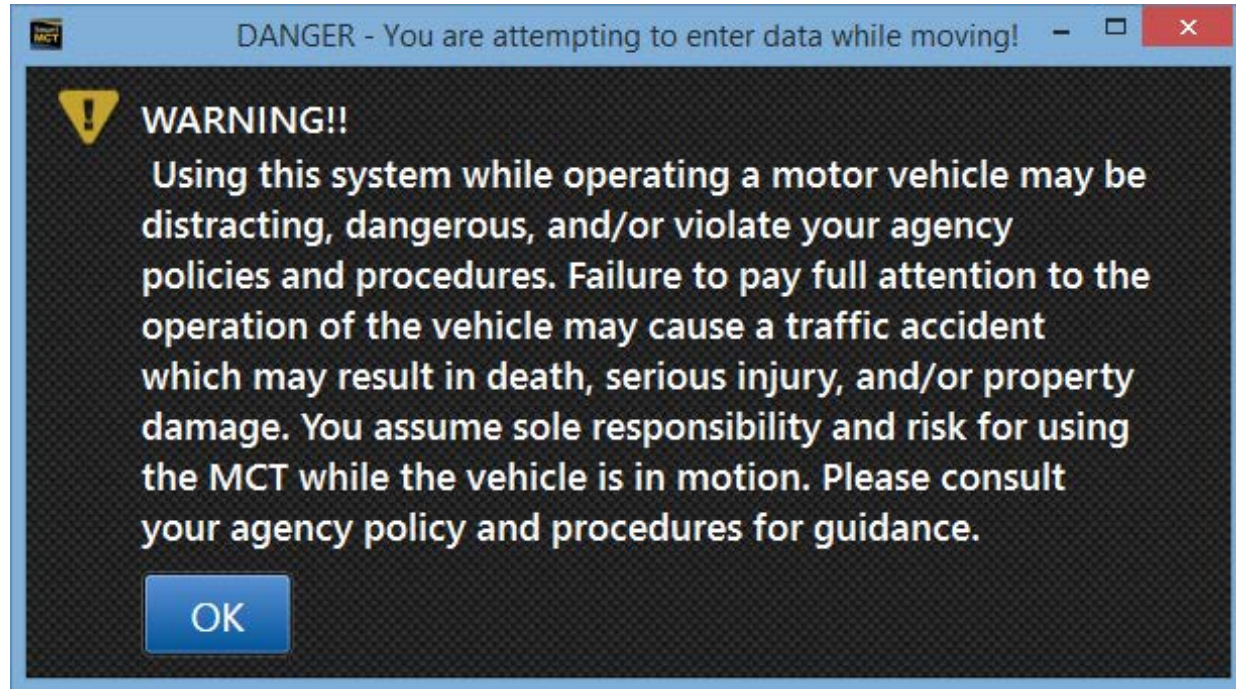 DANGER - You are attempting to enter data while moving!
WARNING!!
Using this system while operating a motor vehicle may be
distracting, dangerous, and/or violate your agency
policies and procedures. Failure to pay full attention to the
operation of the vehicle may cause a traffic accident
which may result in death, serious injury, and/or property
damage. You assume sole responsibility and risk for using
the MCT while the vehicle is in motion. Please consult
your agency policy and procedures for guidance.
OK